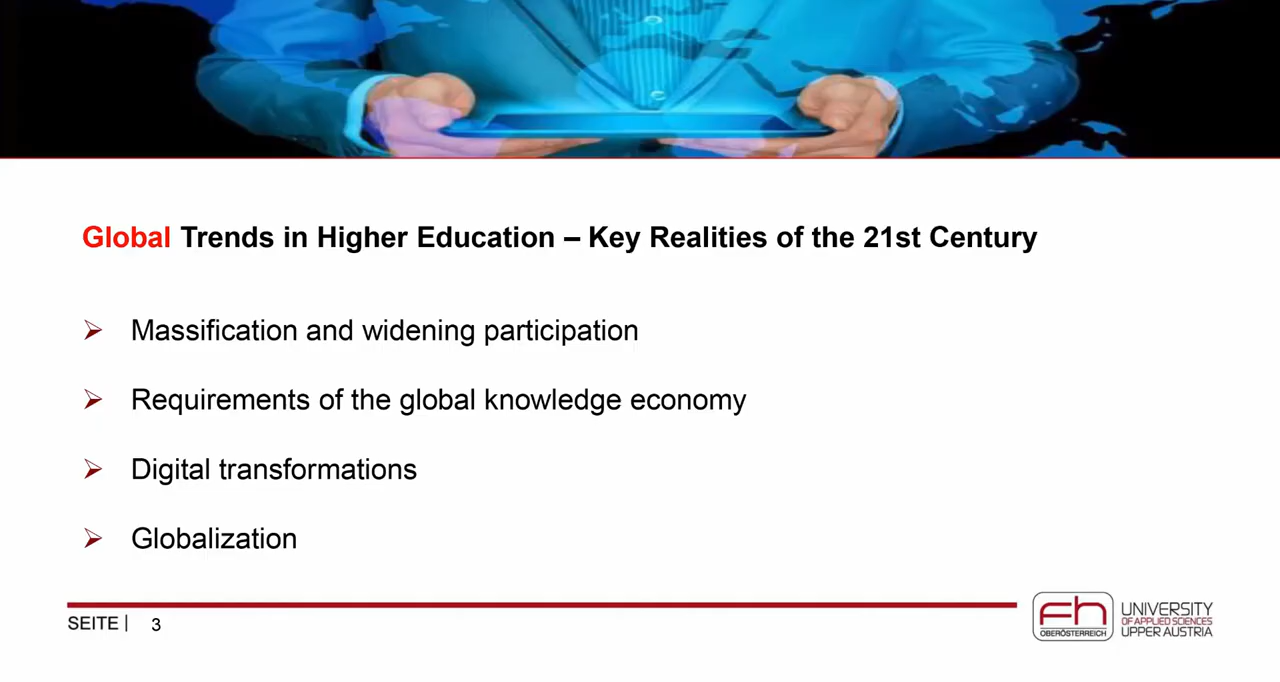 Global Trends in Higher Education – Key Realities of the 21st Century
Massification and widening participation
Requirements of the global knowledge economy
Digital transformations
Globalization
SEITE | 3
fh
OBERÖSTERREICH
UNIVERSITY
OF APPLIED SCIENCES
UPPER AUSTRIA